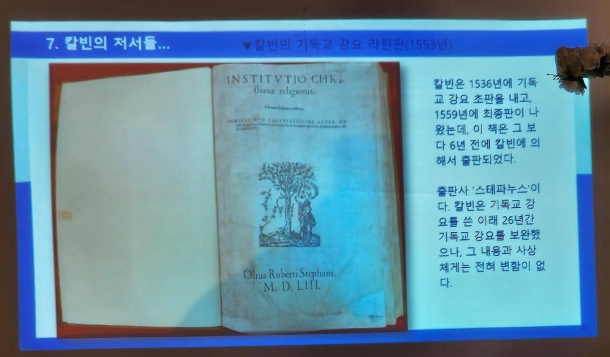 7. 칼빈의 저서들...
▼칼빈의 기독교 강요 라틴판(1553년)
INSTITVTIO CHRI-
stianæ religionis.
Oliua Roberti Stephani.
M. D. LIII.
칼빈은 1536년에 기독
교 강요 초판을 내고,
1559년에 최종판이 나
왔는데, 이 책은 그 보
다 6년 전에 칼빈에 의
해서 출판되었다.
출판사 '스테파누스'이
다. 칼빈은 기독교 강
요를 쓴 이래 26년간
기독교 강요를 보완했
으나, 그 내용과 사상
체계는 전혀 변함이 없
다.